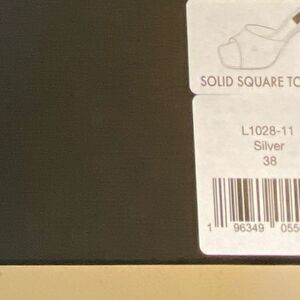 SOLID SQUARE TO
L1028-11
Silver
38
1 96349 055